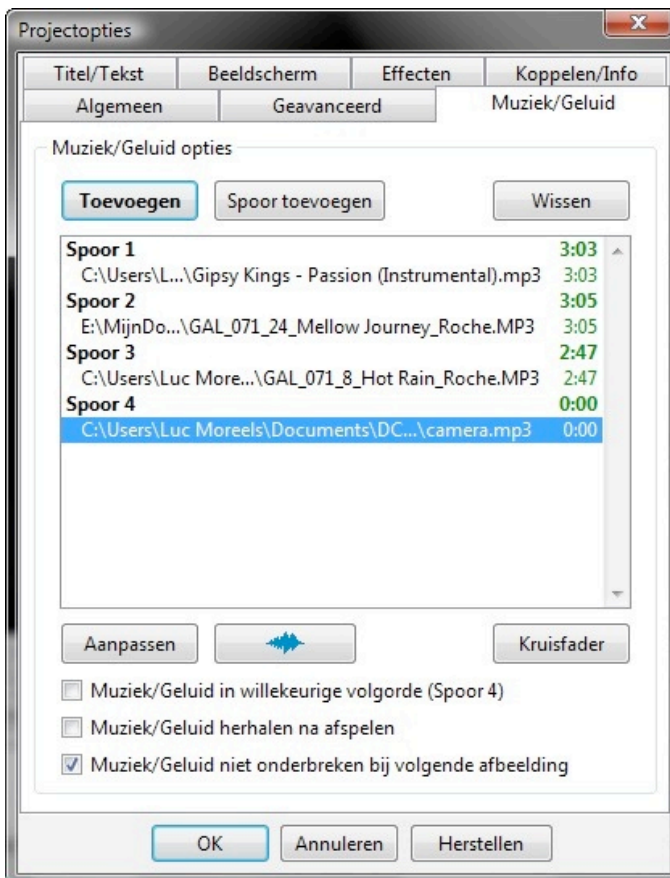 Projectopties
Titel/Tekst Beeldscherm Effecten Koppelen/Info
Algemeen Geavanceerd Muziek/Geluid
Muziek/Geluid opties
Toevoegen Spoor toevoegen Wissen
Spoor 1 3:03
C:\Users\L...\Gipsy Kings - Passion (Instrumental).mp3 3:03
Spoor 2 3:05
E:\MijnDo...\GAL_071_24_Mellow Journey_Roche.MP3 3:05
Spoor 3 2:47
C:\Users\Luc More...\GAL_071_8_Hot Rain_Roche.MP3 2:47
Spoor 4 0:00
C:\Users\Luc Moreels\Documents\DC...\camera.mp3 0:00
Aanpassen Kruisfader
Muziek/Geluid in willekeurige volgorde (Spoor 4)
Muziek/Geluid herhalen na afspelen
Muziek/Geluid niet onderbreken bij volgende afbeelding
OK Annuleren Herstellen